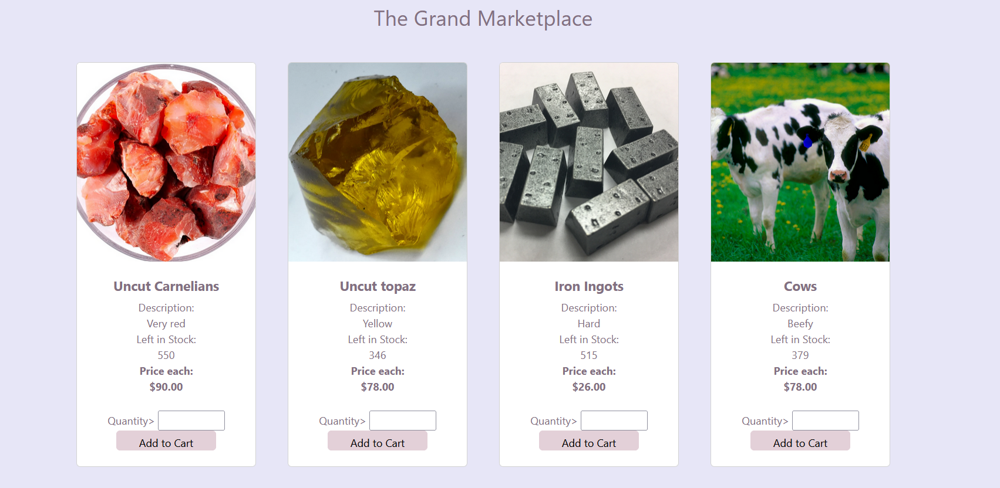 The Grand Marketplace
Uncut Carnelians
Description:
Very red
Left in Stock:
550
Price each:
$90.00
Quantity>
Add to Cart
Uncut topaz
Description:
Yellow
Left in Stock:
346
Price each:
$78.00
Quantity>
Add to Cart
Iron Ingots
Description:
Hard
Left in Stock:
515
Price each:
$26.00
Quantity>
Add to Cart
Cows
Description:
Beefy
Left in Stock:
379
Price each:
$78.00
Quantity>
Add to Cart